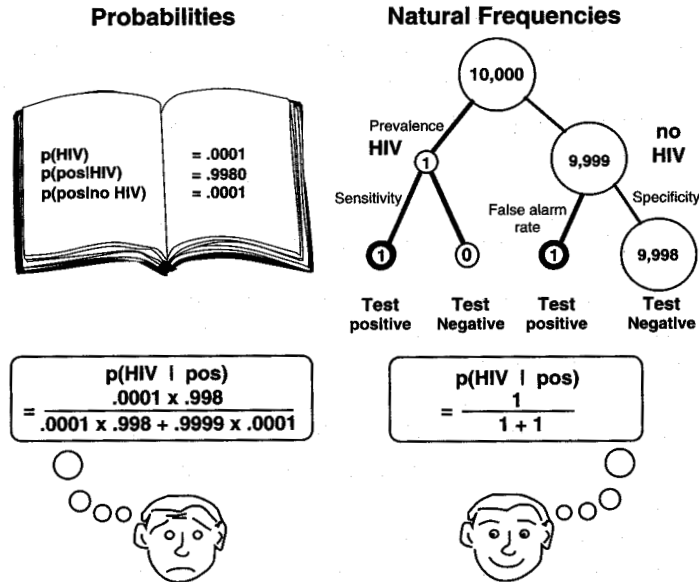 Probabilities
p(HIV) = .0001
p(pos|HIV) = .9980
p(pos|no HIV) = .0001
p(HIV | pos)
.0001 x .998
=
.0001 x .998 + .9999 x .0001
Natural Frequencies
10,000
Prevalence
HIV
no
HIV
1
9,999
Sensitivity
False alarm
rate
Specificity
1
0
1
9,998
Test
positive
Test
Negative
Test
positive
Test
Negative
p(HIV | pos)
1
=
1 + 1